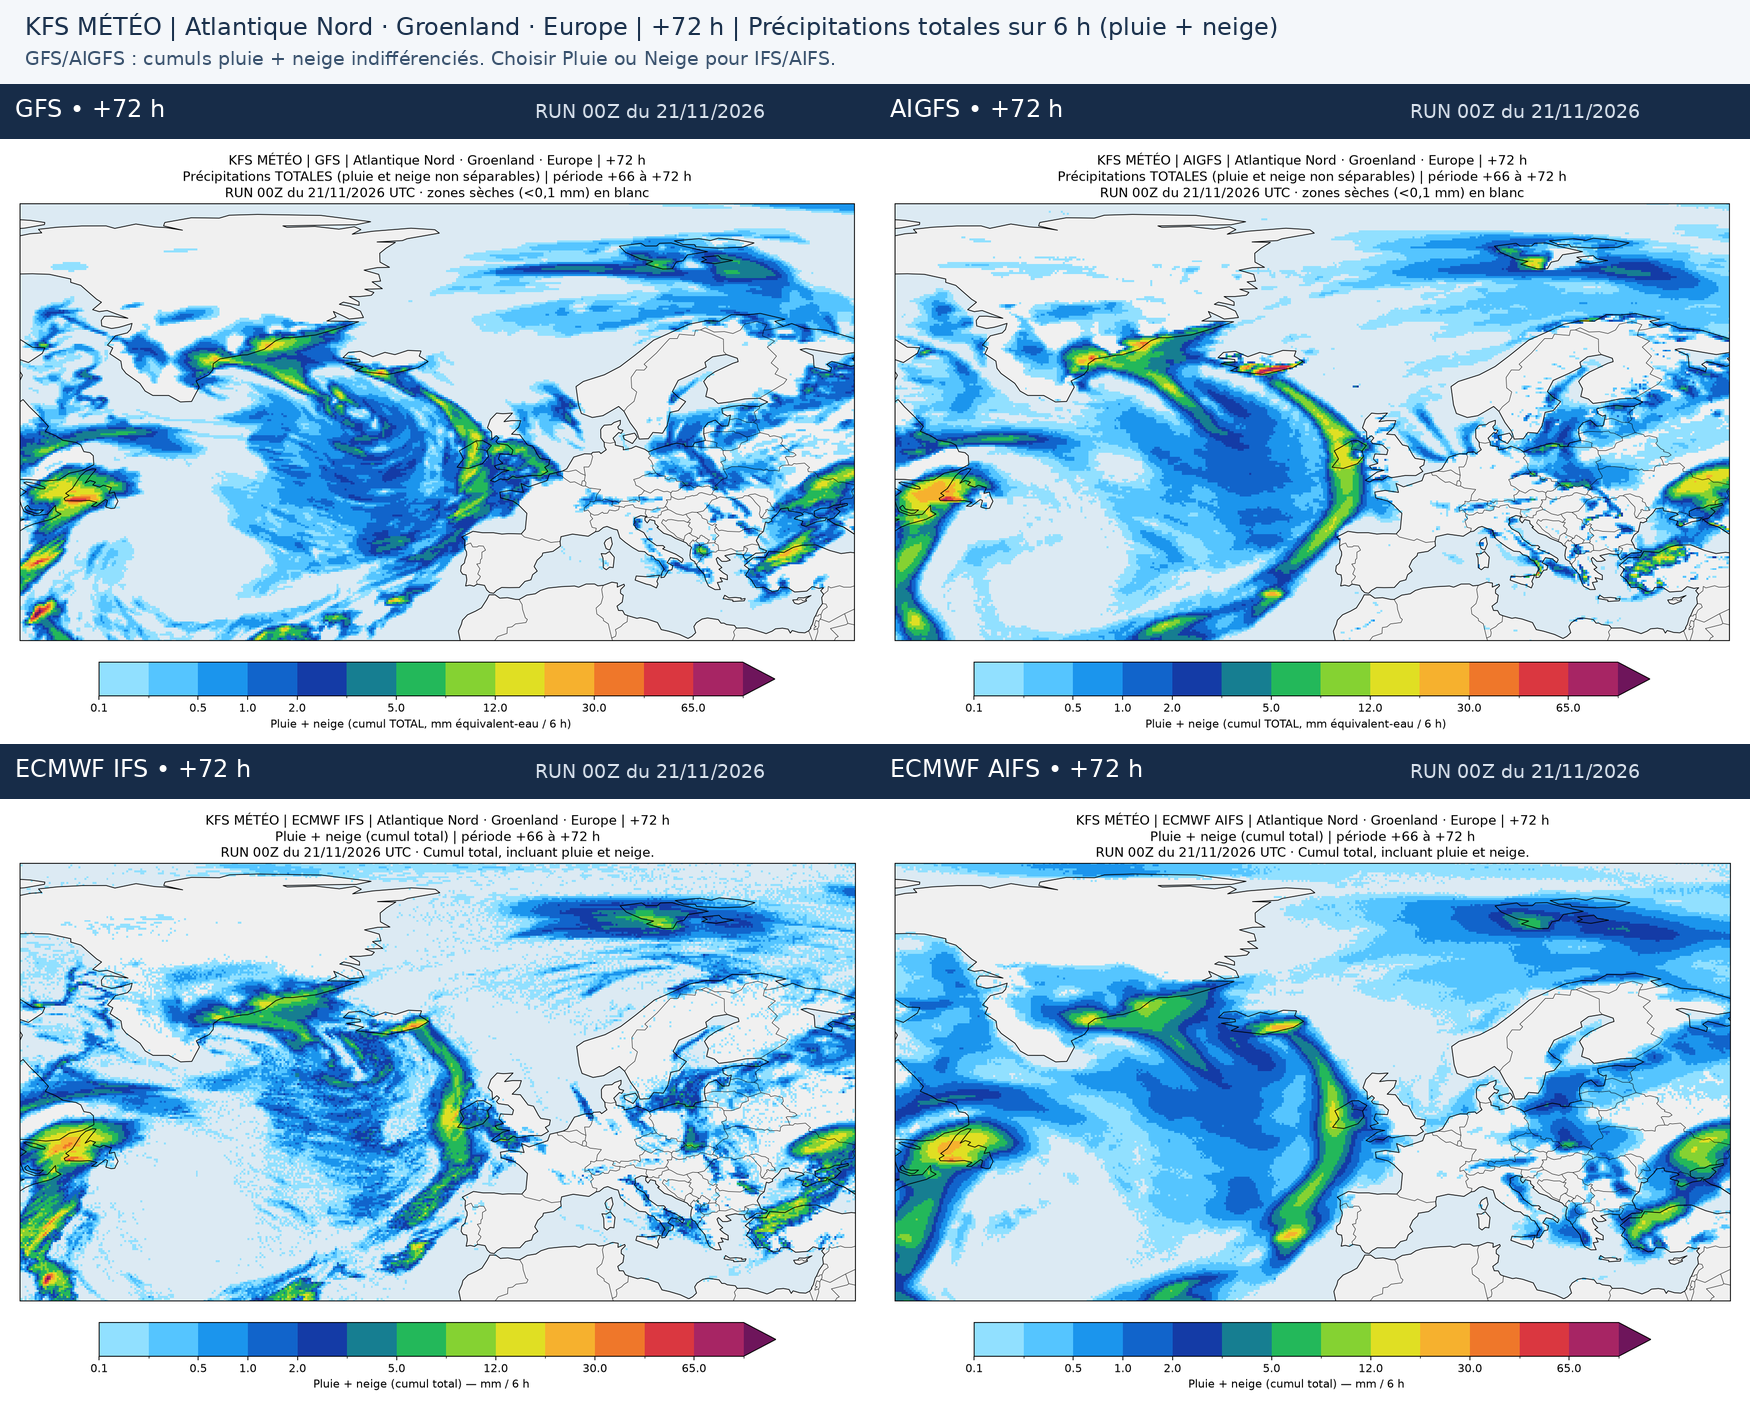 KFS MÉTÉO | Atlantique Nord · Groenland · Europe | +72 h | Précipitations totales sur 6 h (pluie + neige)
GFS/AIGFS : cumuls pluie + neige indifférenciés. Choisir Pluie ou Neige pour IFS/AIFS.
GFS • +72 h
RUN 00Z du 21/11/2026
AIGFS • +72 h
RUN 00Z du 21/11/2026
KFS MÉTÉO | GFS | Atlantique Nord · Groenland · Europe | +72 h
Précipitations TOTALES (pluie et neige non séparables) | période +66 à +72 h
RUN 00Z du 21/11/2026 UTC · zones sèches (<0,1 mm) en blanc
KFS MÉTÉO | AIGFS | Atlantique Nord · Groenland · Europe | +72 h
Précipitations TOTALES (pluie et neige non séparables) | période +66 à +72 h
RUN 00Z du 21/11/2026 UTC · zones sèches (<0,1 mm) en blanc
0.1 0.5 1.0 2.0 5.0 12.0 30.0 65.0
Pluie + neige (cumul TOTAL, mm équivalent-eau / 6 h)
0.1 0.5 1.0 2.0 5.0 12.0 30.0 65.0
Pluie + neige (cumul TOTAL, mm équivalent-eau / 6 h)
ECMWF IFS • +72 h
RUN 00Z du 21/11/2026
ECMWF AIFS • +72 h
RUN 00Z du 21/11/2026
KFS MÉTÉO | ECMWF IFS | Atlantique Nord · Groenland · Europe | +72 h
Pluie + neige (cumul total) | période +66 à +72 h
RUN 00Z du 21/11/2026 UTC · Cumul total, incluant pluie et neige.
KFS MÉTÉO | ECMWF AIFS | Atlantique Nord · Groenland · Europe | +72 h
Pluie + neige (cumul total) | période +66 à +72 h
RUN 00Z du 21/11/2026 UTC · Cumul total, incluant pluie et neige.
0.1 0.5 1.0 2.0 5.0 12.0 30.0 65.0
Pluie + neige (cumul total) — mm / 6 h
0.1 0.5 1.0 2.0 5.0 12.0 30.0 65.0
Pluie + neige (cumul total) — mm / 6 h